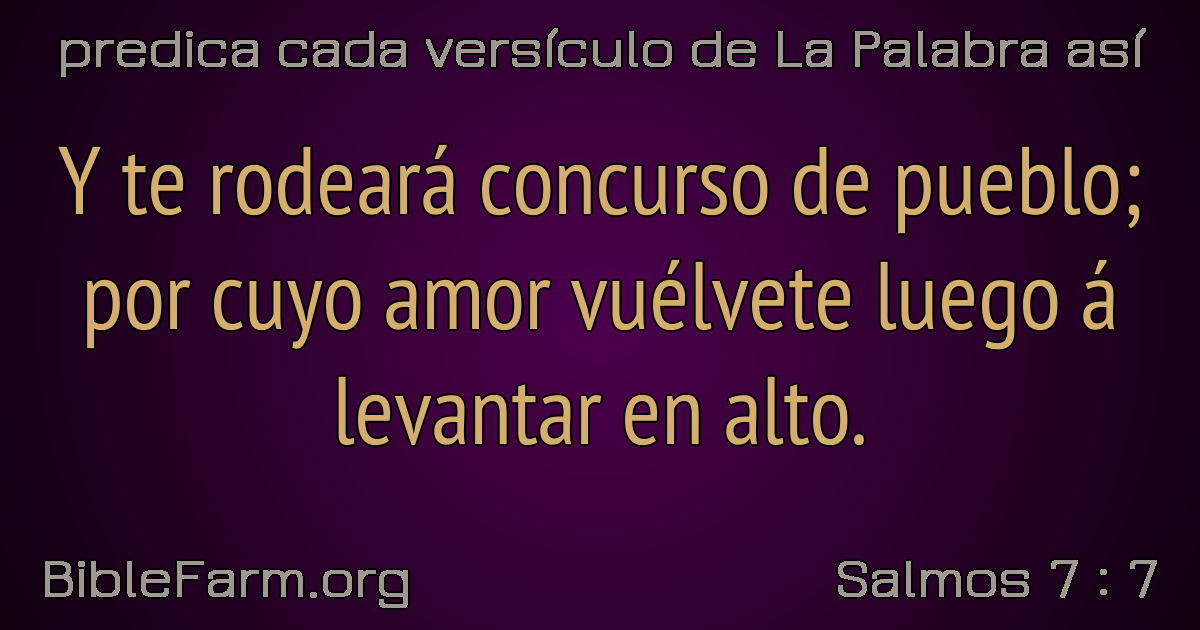 predica cada versículo de La Palabra así
Y te rodeará concurso de pueblo;
por cuyo amor vuélvete luego á
levantar en alto.
BibleFarm.org
Salmos 7 : 7